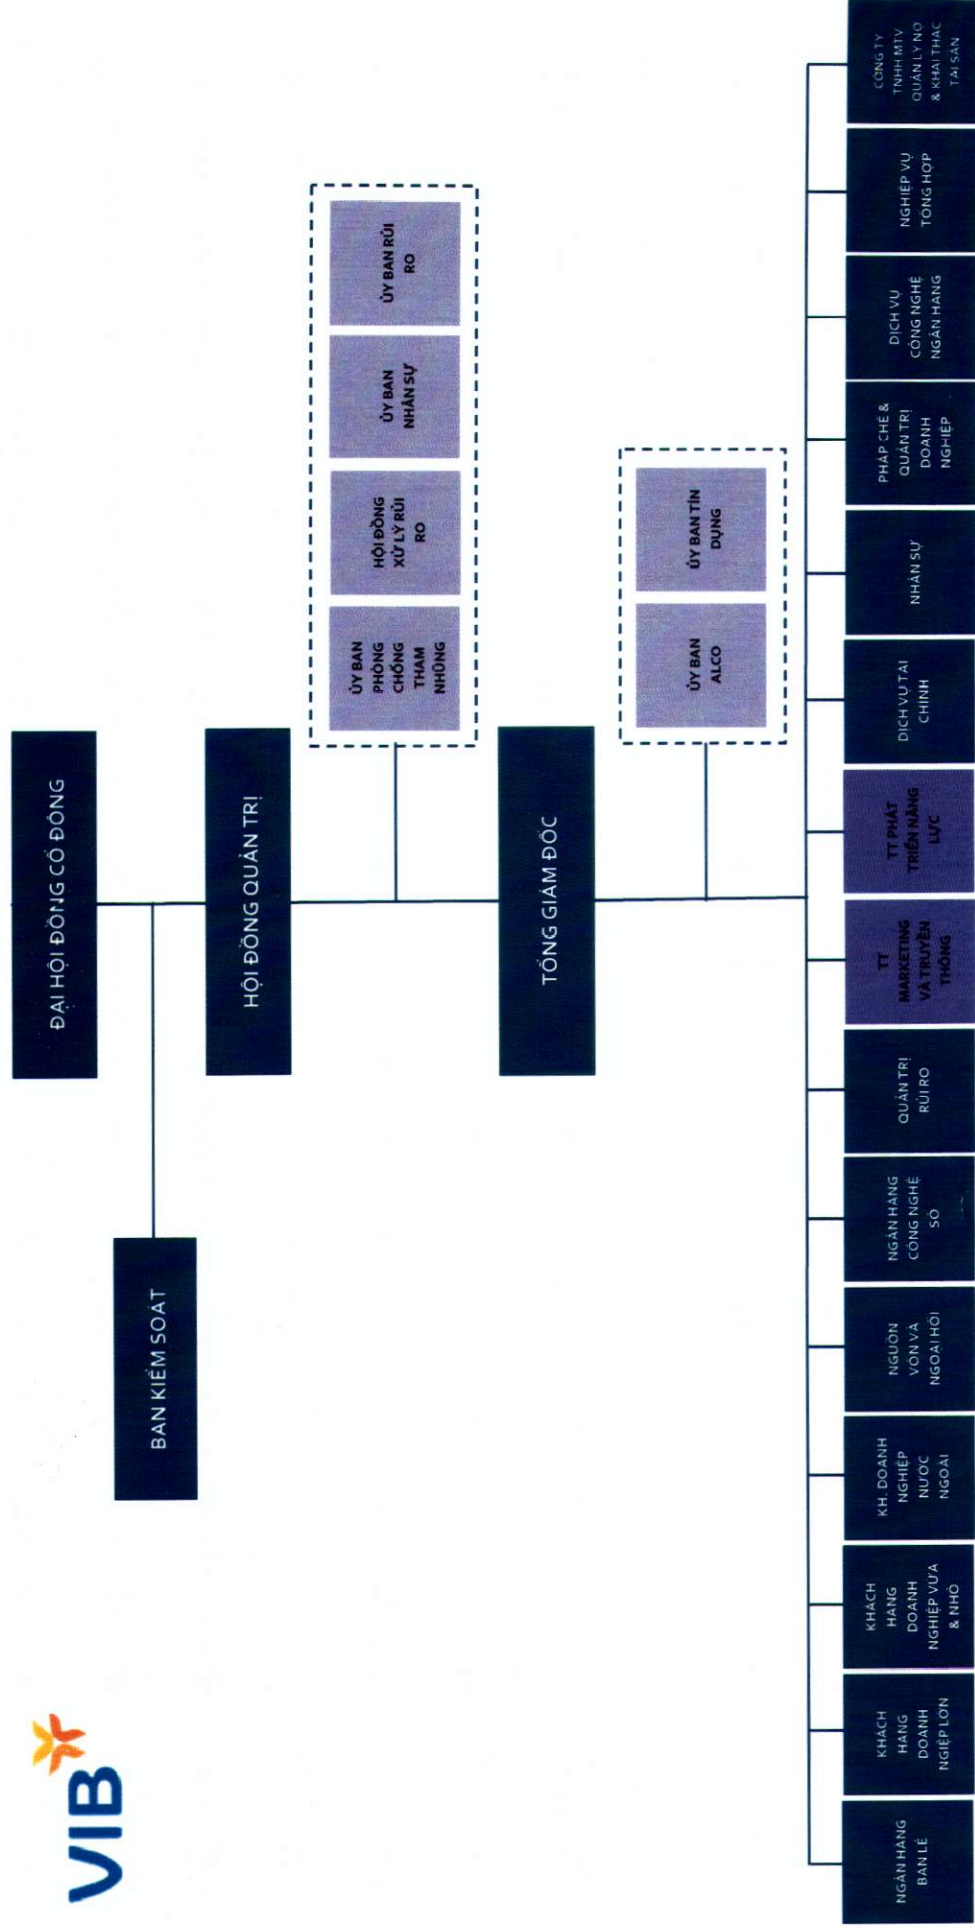 VIB
ĐẠI HỘI ĐỒNG CỔ ĐÔNG
BAN KIỂM SOÁT
HỘI ĐỒNG QUẢN TRỊ
ỦY BAN
PHÒNG
CHỐNG
THAM
NHŨNG
HỘI ĐỒNG
XỬ LÝ RỦI
RO
ỦY BAN
NHÂN SỰ
ỦY BAN RỦI
RO
TỔNG GIÁM ĐỐC
ỦY BAN
ALCO
ỦY BAN TÍN
DỤNG
NGÂN HÀNG
BÁN LẺ
KHÁCH
HÀNG
DOANH
NGIỆP LỚN
KHÁCH
HÀNG
DOANH
NGHIỆP VỪA
& NHỎ
KH. DOANH
NGHIỆP
NƯỚC
NGOÀI
NGUỒN
VỐN VÀ
NGOẠI HỐI
NGÂN HÀNG
CÔNG NGHỆ
SỐ
QUẢN TRỊ
RỦI RO
TT
MARKETING
VÀ TRUYỀN
THÔNG
TT PHÁT
TRIỂN NĂNG
LỰC
DỊCH VỤ TÀI
CHÍNH
NHÂN SỰ
PHÁP CHẾ &
QUẢN TRỊ
DOANH
NGHIỆP
DỊCH VỤ
CÔNG NGHỆ
NGÂN HÀNG
NGHIỆP VỤ
TỔNG HỢP
CÔNG TY
TNHH MTV
QUẢN LÝ NỢ
& KHAI THÁC
TÀI SẢN